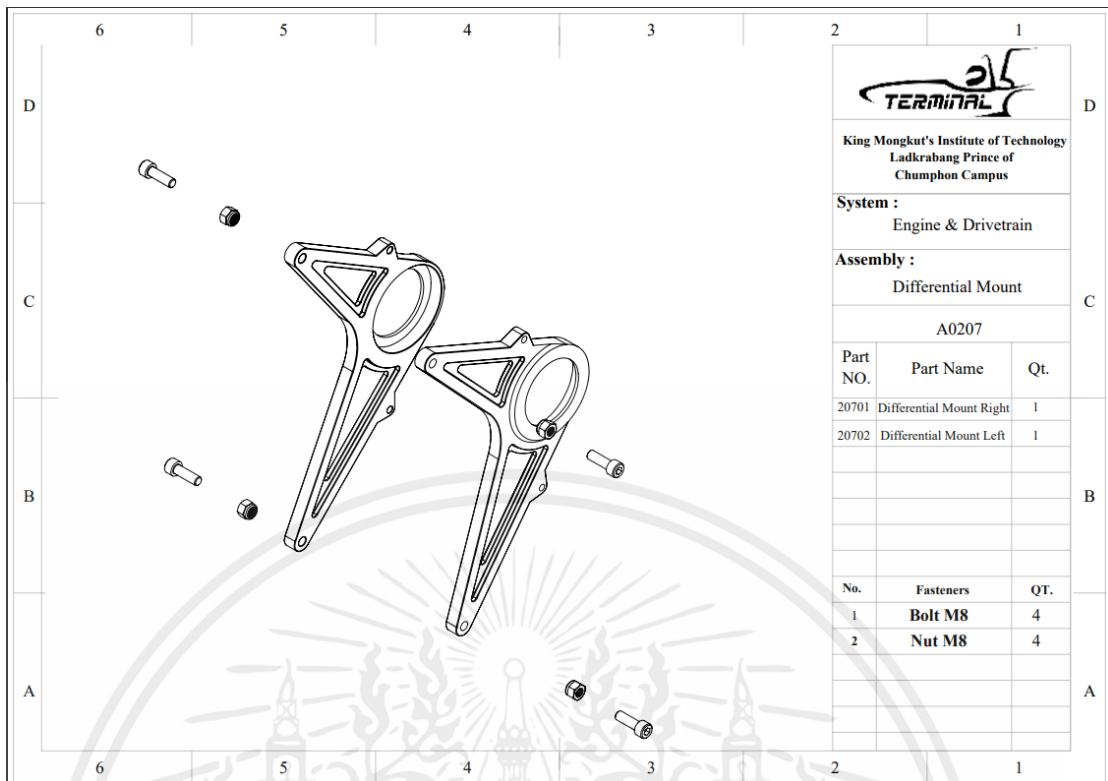 6 5 4 3 2 1
D D
TERMINAL
King Mongkut's Institute of Technology
Ladkrabang Prince of
Chumphon Campus
System :
Engine & Drivetrain
Assembly :
Differential Mount
C C
A0207
Part NO. Part Name Qt.
20701 Differential Mount Right 1
20702 Differential Mount Left 1
B B
No. Fasteners QT.
1 Bolt M8 4
2 Nut M8 4
A A
6 5 4 3 2 1